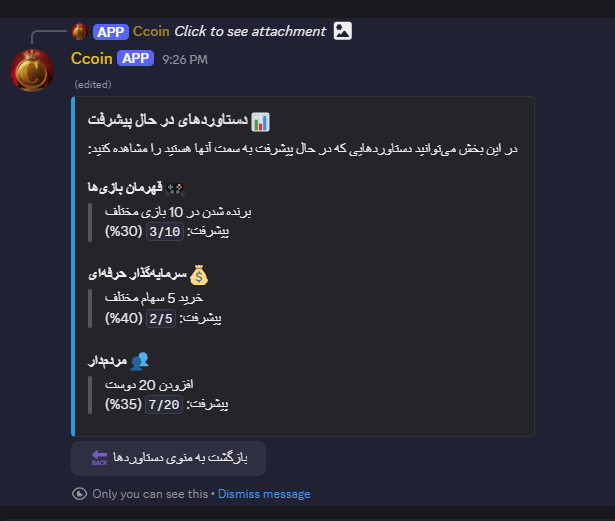 APP Ccoin Click to see attachment
Ccoin APP 9:26 PM
(edited)
📊 دستاوردهای در حال پیشرفت
در این بخش می‌توانید دستاوردهایی که در حال پیشرفت به سمت آنها هستید را مشاهده کنید:
🎮 قهرمان بازی‌ها
برنده شدن در 10 بازی مختلف
پیشرفت: 3/10 (30%)
💰 سرمایه‌گذار حرفه‌ای
خرید 5 سهام مختلف
پیشرفت: 2/5 (40%)
👥 مردم‌دار
افزودن 20 دوست
پیشرفت: 7/20 (35%)
🔙 بازگشت به منوی دستاوردها
Only you can see this • Dismiss message